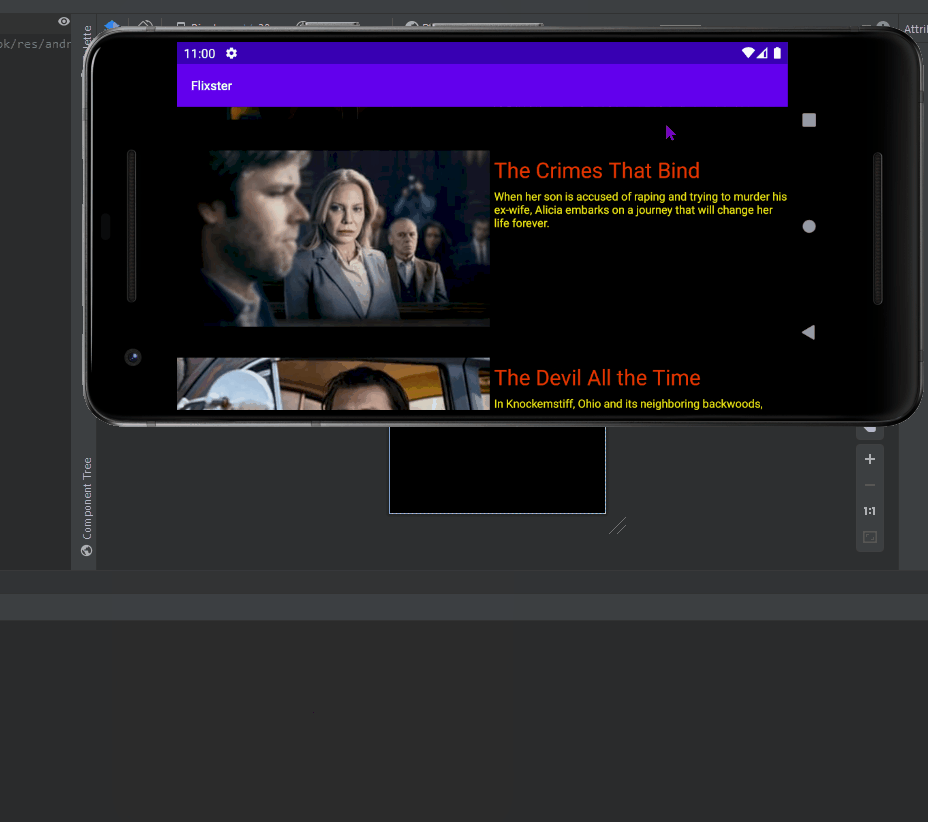 ok/res/andr
Attri
11:00
Flixster
The Crimes That Bind
When her son is accused of raping and trying to murder his
ex-wife, Alicia embarks on a journey that will change her
life forever.
The Devil All the Time
In Knockemstiff, Ohio and its neighboring backwoods,
Component Tree
1:1